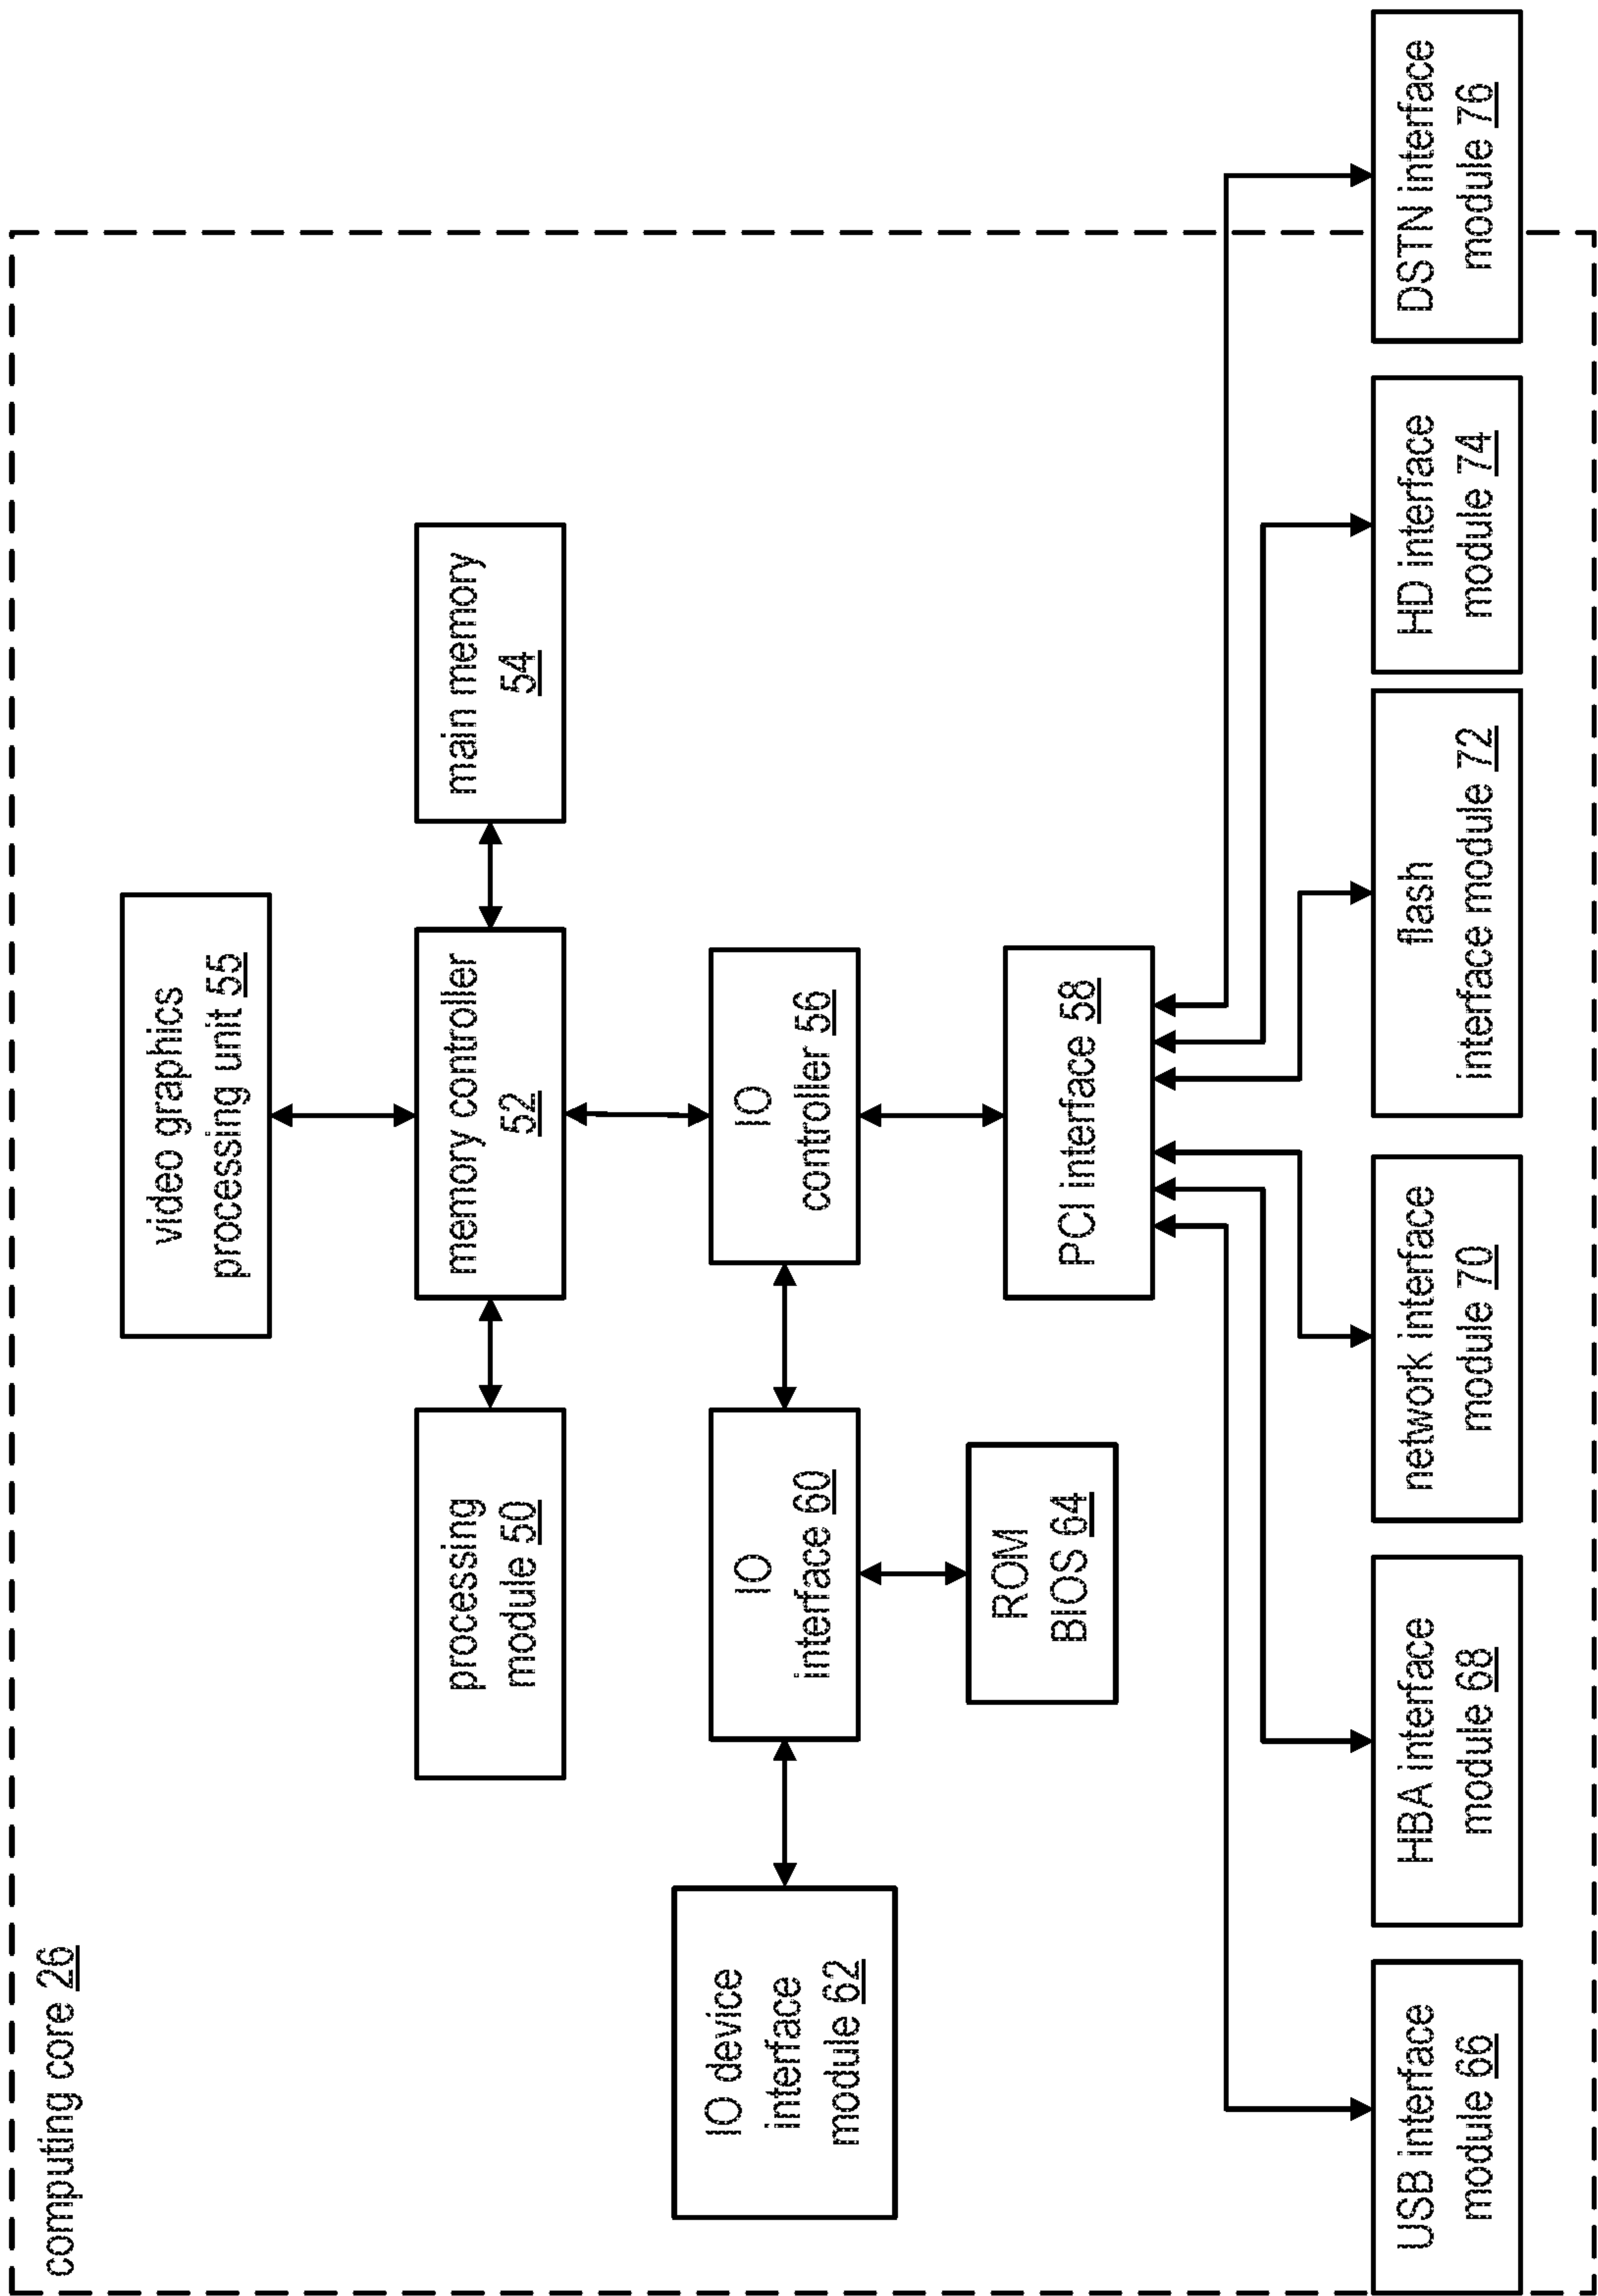 computing core 26
video graphics
processing unit 55
processing
module 50
memory controller
52
main memory
54
IO device
interface
module 62
IO
interface 60
IO
controller 56
ROM
BIOS 64
PCI interface 58
USB interface
module 66
HBA interface
module 68
network interface
module 70
flash
interface module 72
HD interface
module 74
DSTN interface
module 76